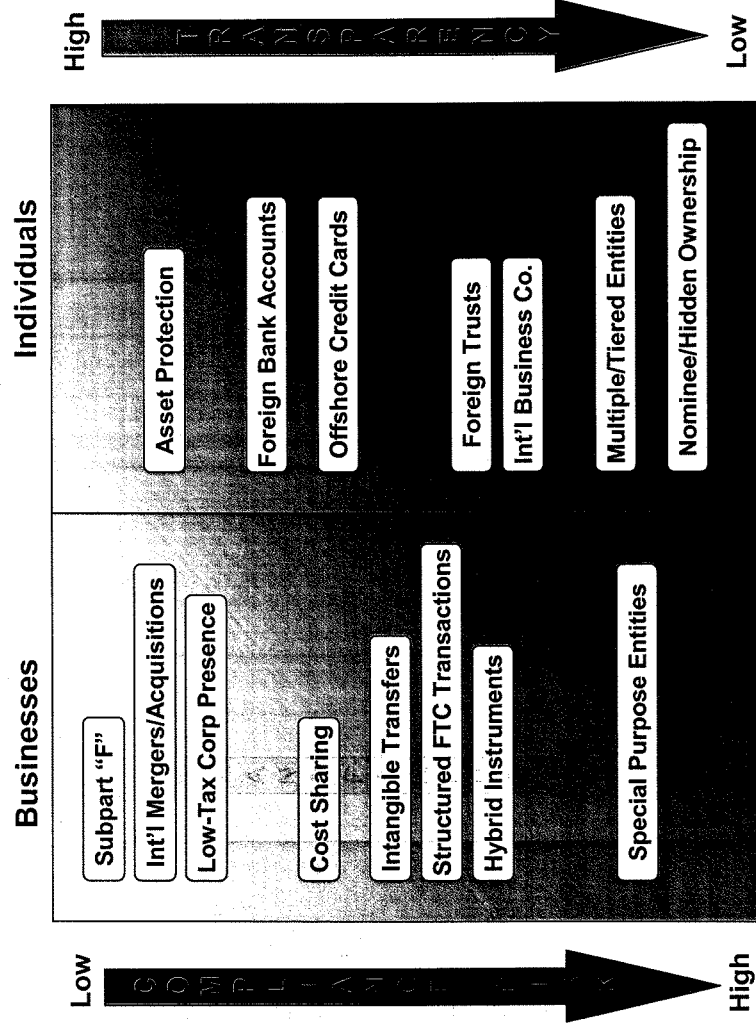 Businesses
Individuals
Low
High
COMPLIANCE RISK
TRANSPARENCY
Subpart “F”
Int’l Mergers/Acquisitions
Low-Tax Corp Presence
Cost Sharing
Intangible Transfers
Structured FTC Transactions
Hybrid Instruments
Special Purpose Entities
Asset Protection
Foreign Bank Accounts
Offshore Credit Cards
Foreign Trusts
Int’l Business Co.
Multiple/Tiered Entities
Nominee/Hidden Ownership
High
Low